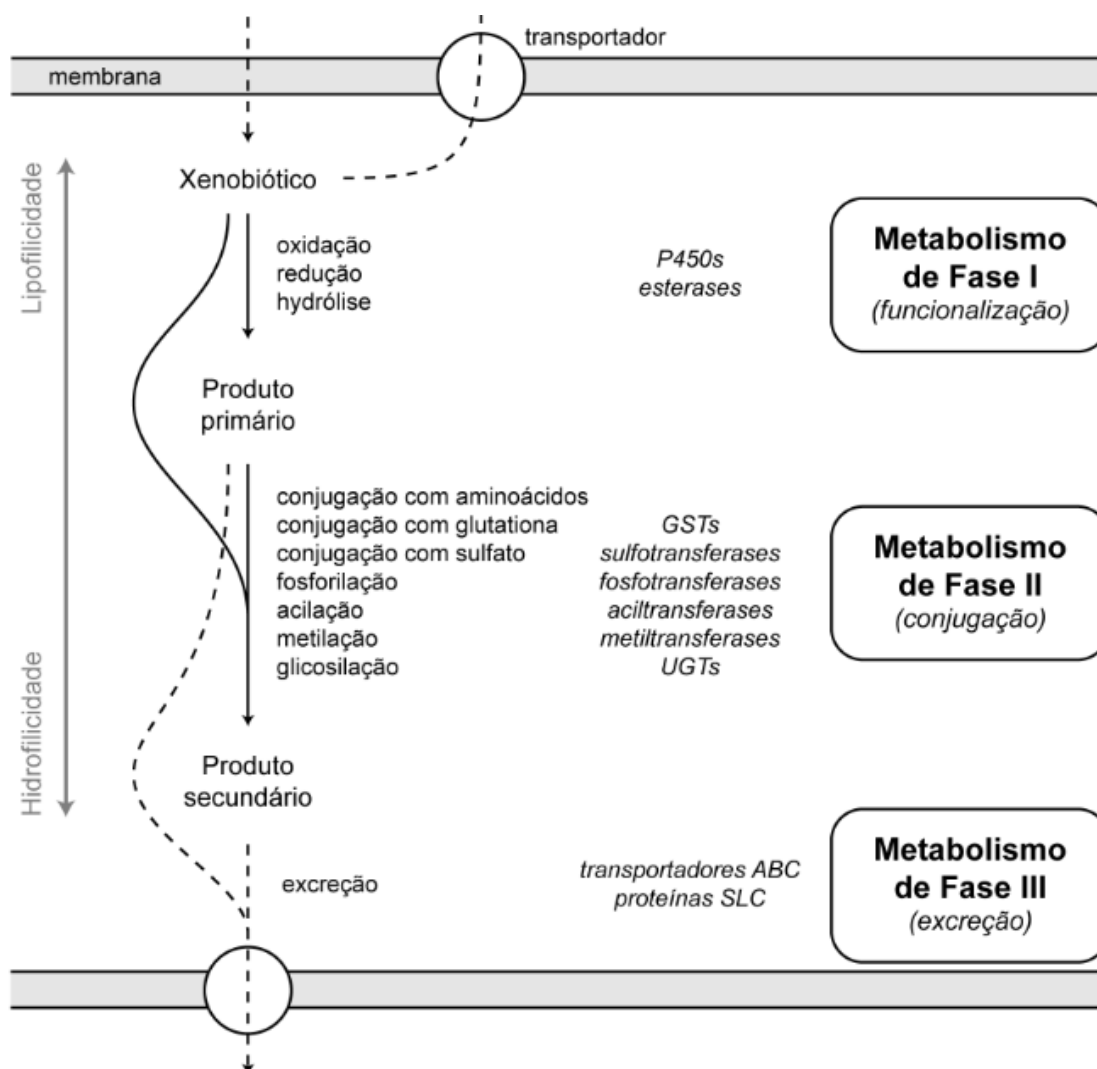 transportador
membrana
Lipofilicidade
Hidrofilicidade
Xenobiótico
oxidação
redução
hydrólise
P450s
esterases
Metabolismo
de Fase I
(funcionalização)
Produto
primário
conjugação com aminoácidos
conjugação com glutationa
conjugação com sulfato
fosforilação
acilação
metilação
glicosilação
GSTs
sulfotransferases
fosfotransferases
aciltransferases
metiltransferases
UGTs
Metabolismo
de Fase II
(conjugação)
Produto
secundário
excreção
transportadores ABC
proteínas SLC
Metabolismo
de Fase III
(excreção)